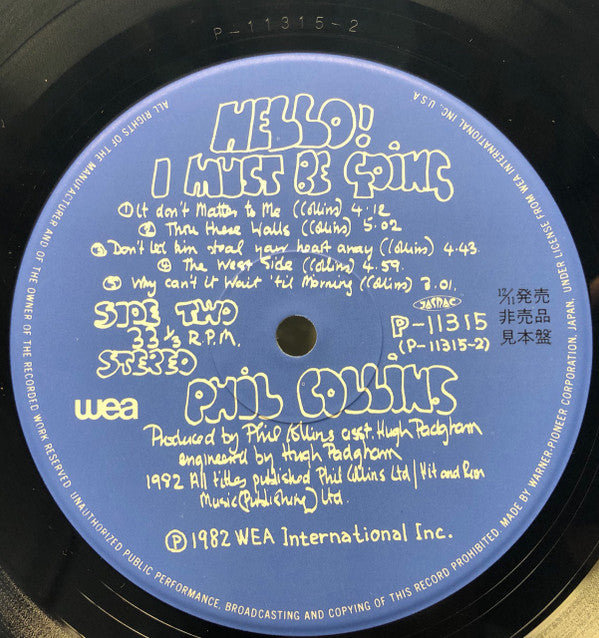 P-11315-2
HELLO!
I MUST BE GOING
① It don't Matter to Me (Collins) 4.12
② Thru these Walls (Collins) 5.02
③ Don't let him steal your heart away (Collins) 4.43.
④ The West Side (Collins) 4.59.
⑤ Why can't it Wait 'til Morning (Collins) 3.01.
SIDE TWO
33 1/3 R.P.M.
STEREO
JASRAC
P-11315
(P-11315-2)
12/11発売
非売品
見本盤
wea
PHIL COLLINS
Produced by Phil Collins asst. Hugh Padgham
engineered by Hugh Padgham
1982 All titles published Phil Collins Ltd / Hit and Run
Music (Publishing) Ltd.
Ⓟ 1982 WEA International Inc.
ALL RIGHTS OF THE MANUFACTURER AND OF THE OWNER OF THE RECORDED WORK RESERVED. UNAUTHORIZED PUBLIC PERFORMANCE, BROADCASTING AND COPYING OF THIS RECORD PROHIBITED. MADE BY WARNER-PIONEER CORPORATION, JAPAN, UNDER LICENSE FROM WEA INTERNATIONAL INC., U.S.A